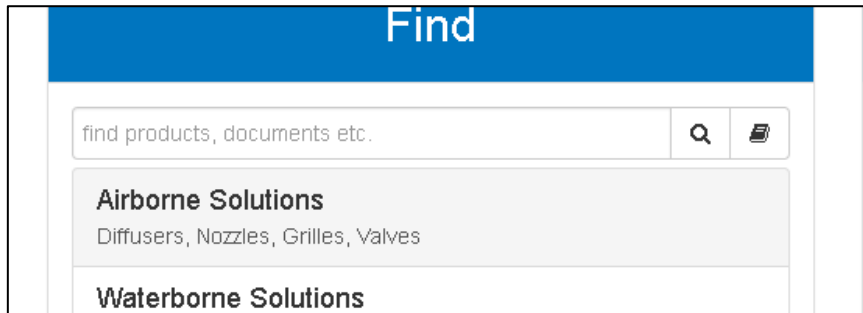 Find
find products, documents etc.
Airborne Solutions
Diffusers, Nozzles, Grilles, Valves
Waterborne Solutions